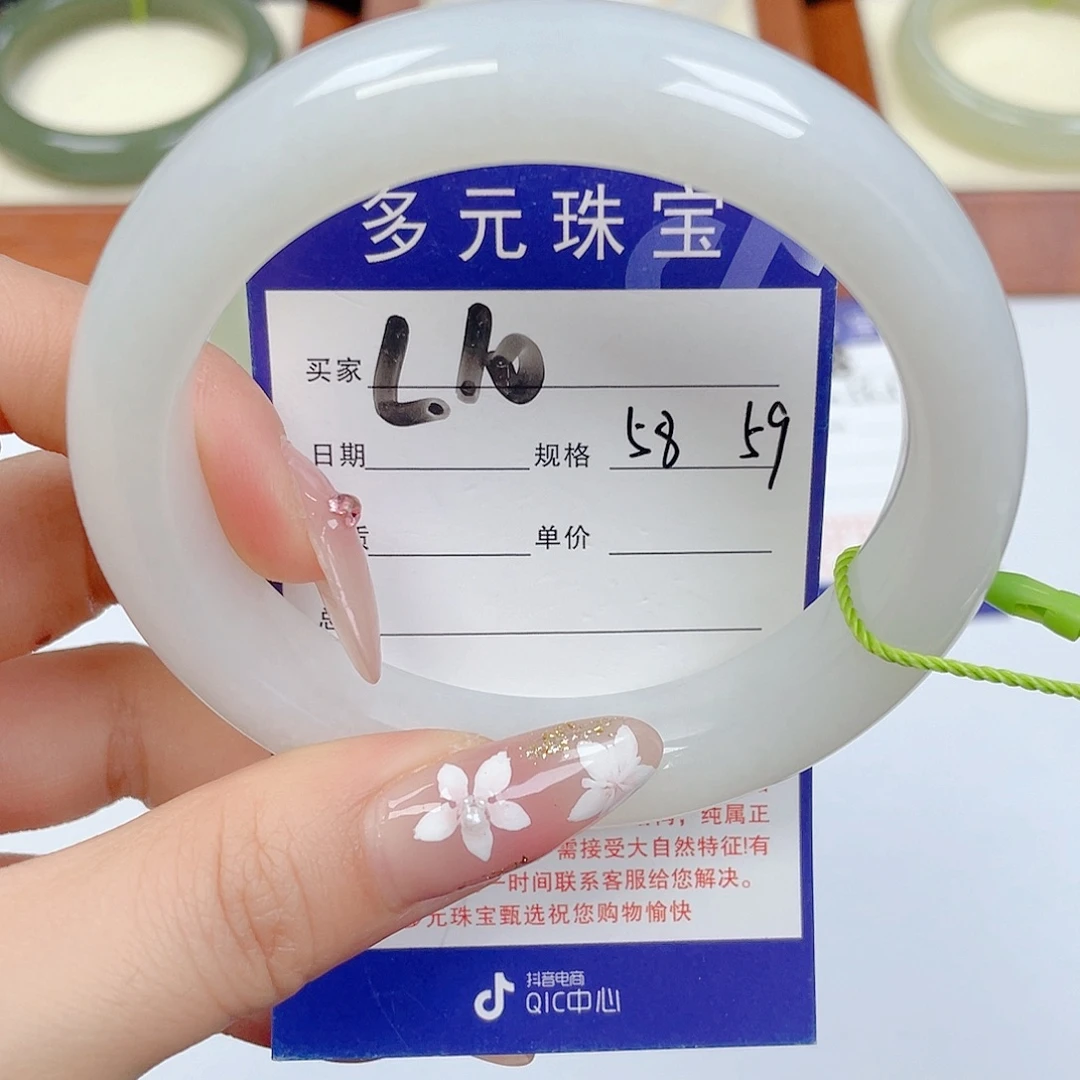 多元珠宝
买家 L.
日期 规格 58 59
单价
总
纯属正
需接受大自然特征!有
一时间联系客服给您解决。
多元珠宝甄选祝您购物愉快
抖音电商
QIC中心